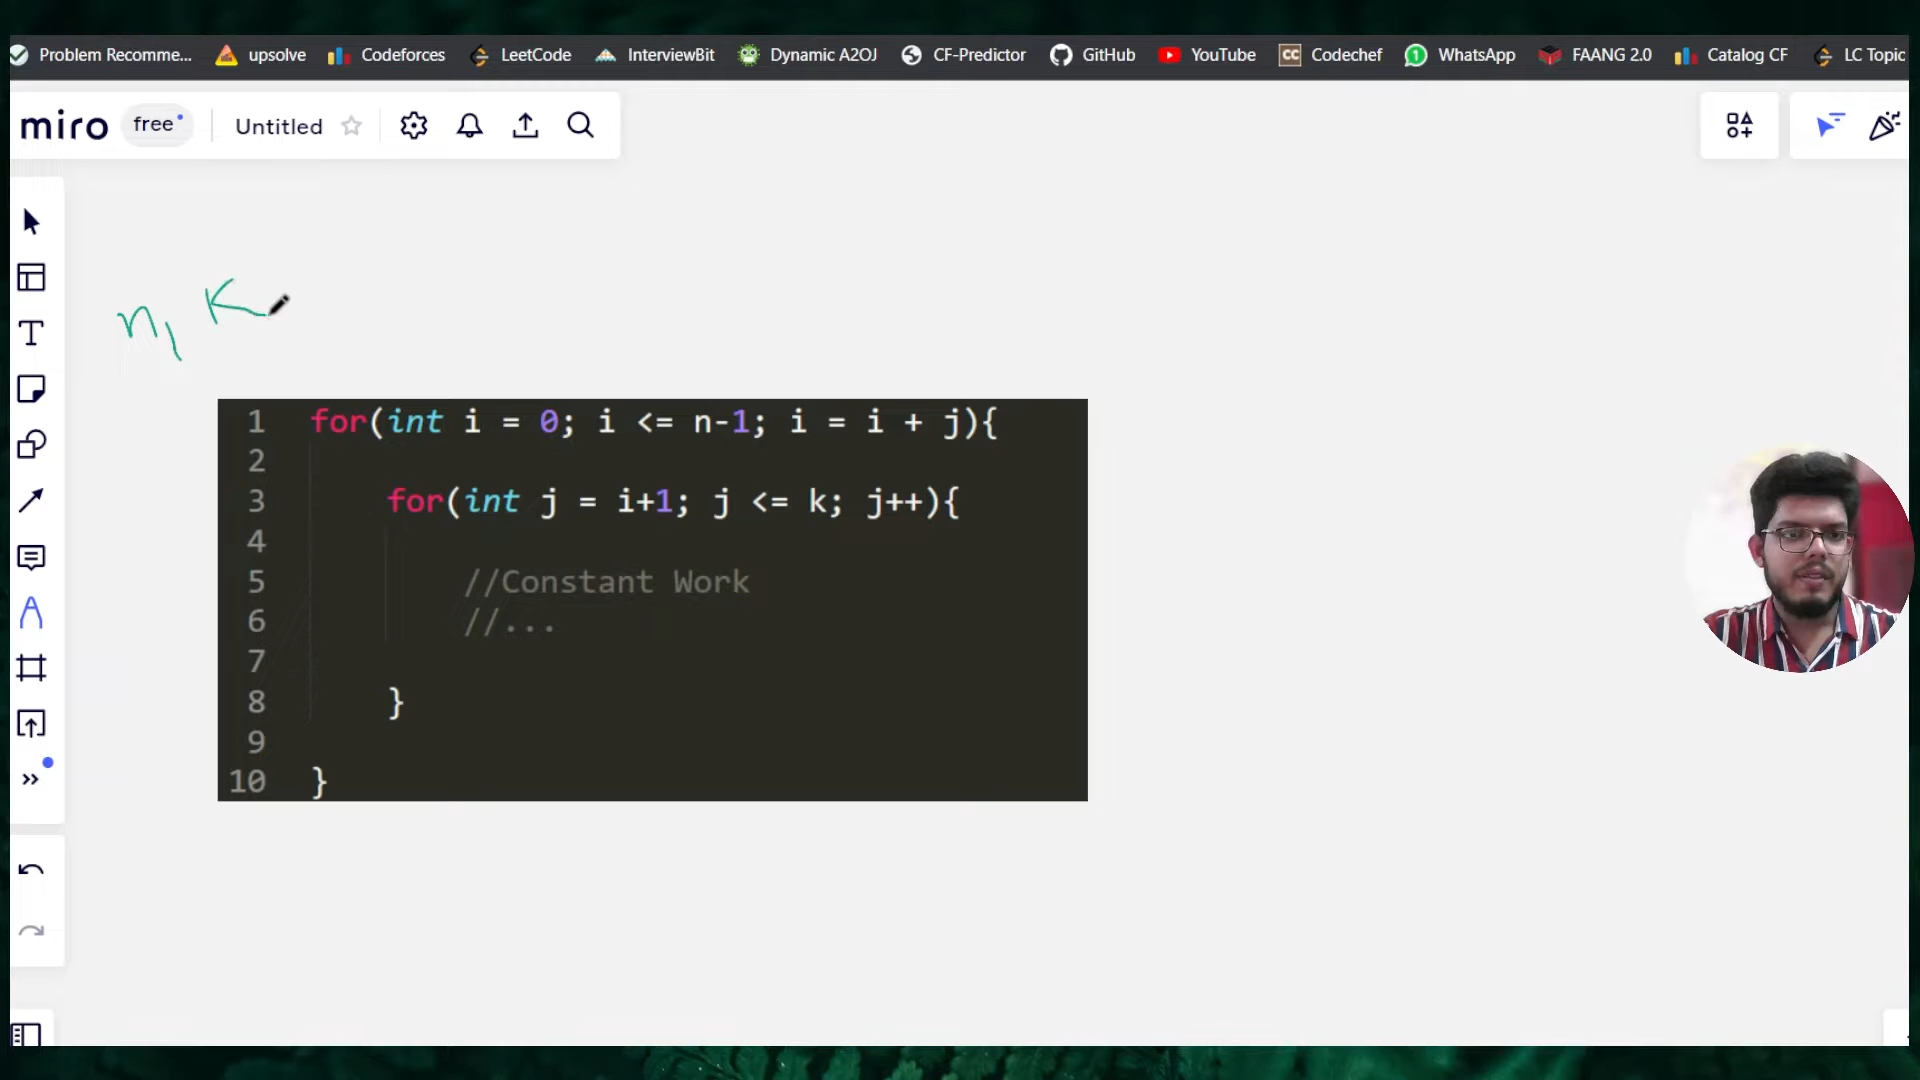 Problem Recomme... upsolve Codeforces LeetCode InterviewBit Dynamic A2OJ CF-Predictor GitHub YouTube CC Codechef 1 WhatsApp FAANG 2.0 Catalog CF LC Topic
miro free Untitled
n, K
1 for(int i = 0; i <= n-1; i = i + j){
2
3 for(int j = i+1; j <= k; j++){
4
5 //Constant Work
6 //...
7
8 }
9
10 }